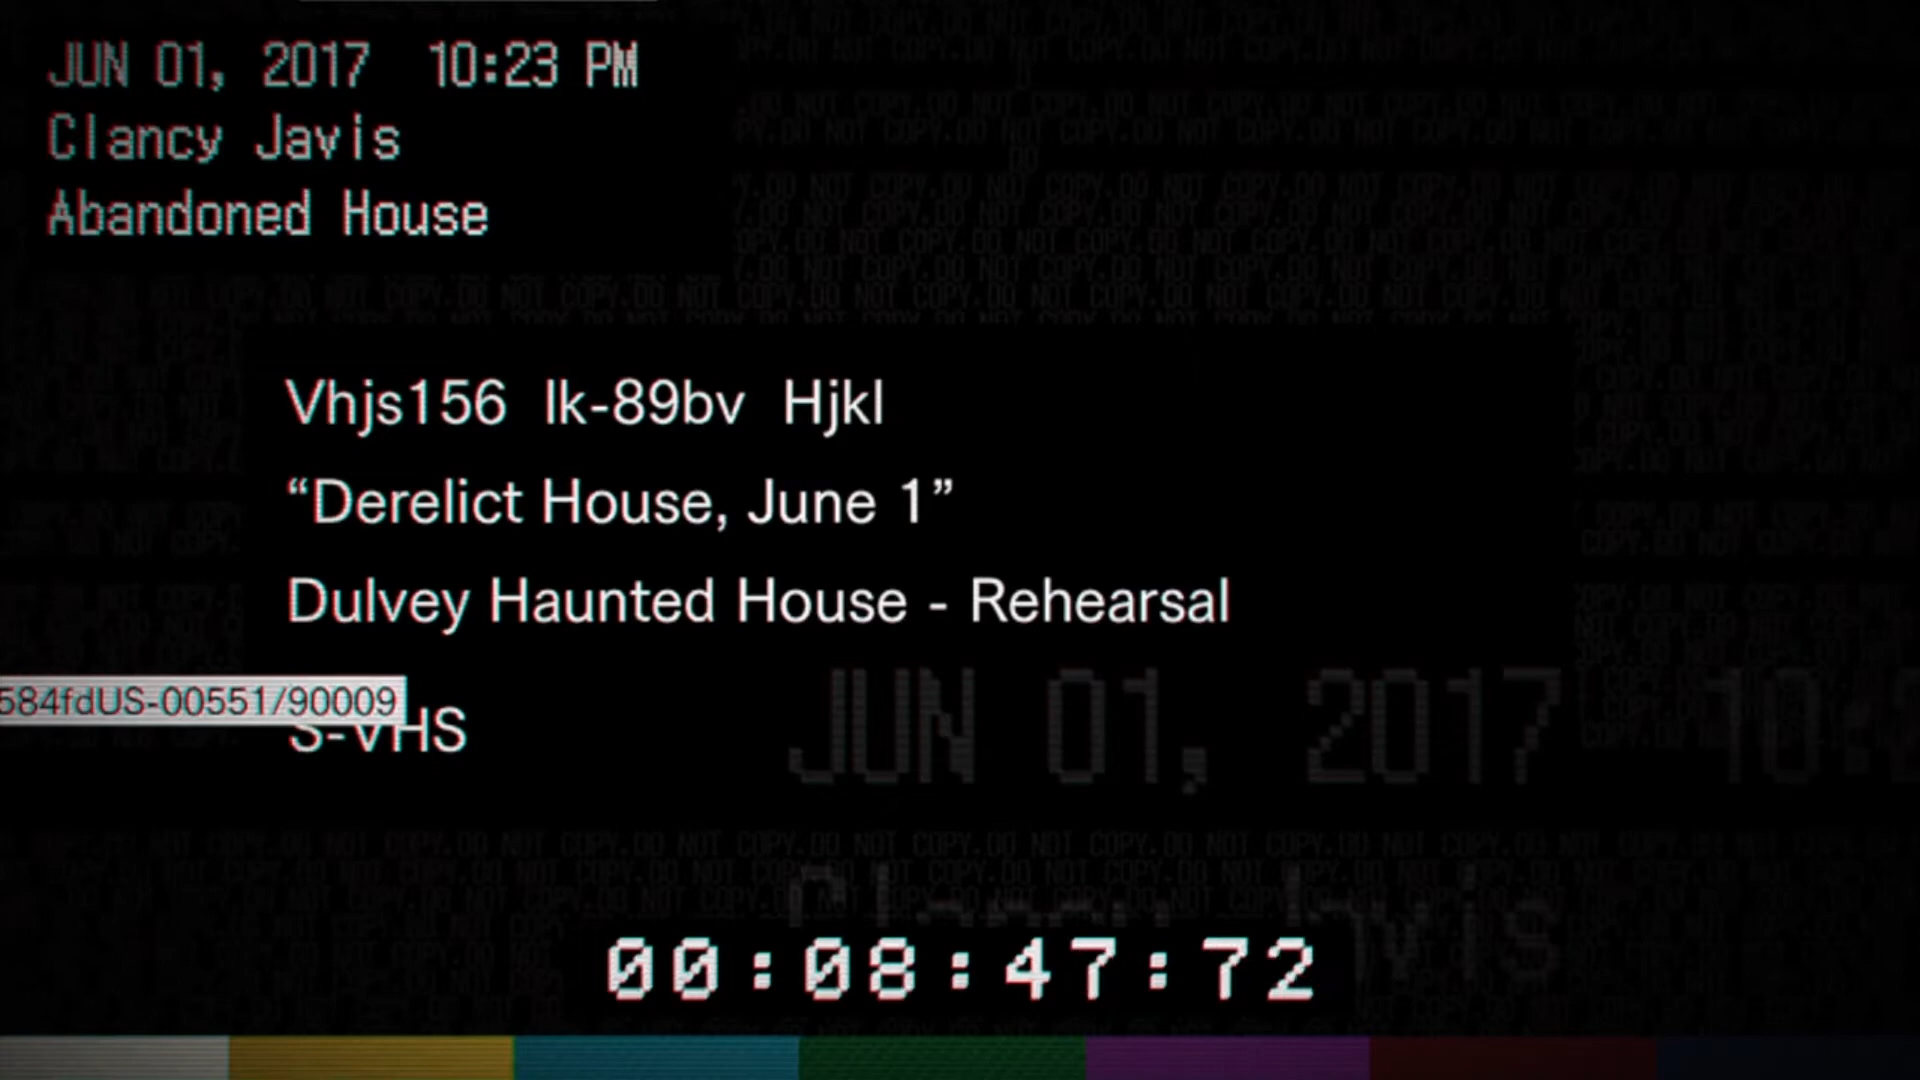 JUN 01, 2017 10:23 PM
Clancy Javis
Abandoned House
Vhjs156 lk-89bv Hjkl
“Derelict House, June 1”
Dulvey Haunted House - Rehearsal
584fdUS-00551/90009
S-VHS
JUN 01, 2017
00:08:47:72